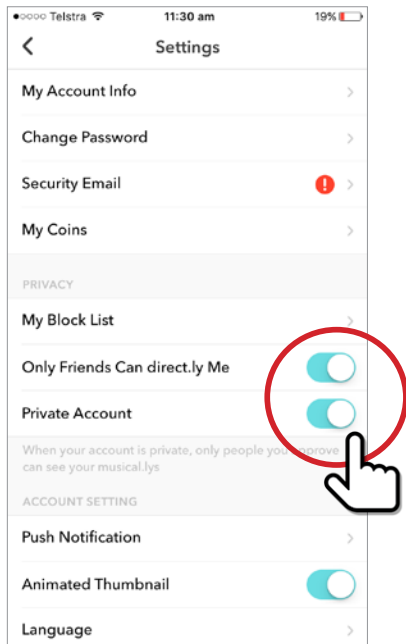 Telstra 11:30 am 19%
Settings
My Account Info
Change Password
Security Email
My Coins
PRIVACY
My Block List
Only Friends Can direct.ly Me
Private Account
When your account is private, only people you approve
can see your musical.lys
ACCOUNT SETTING
Push Notification
Animated Thumbnail
Language